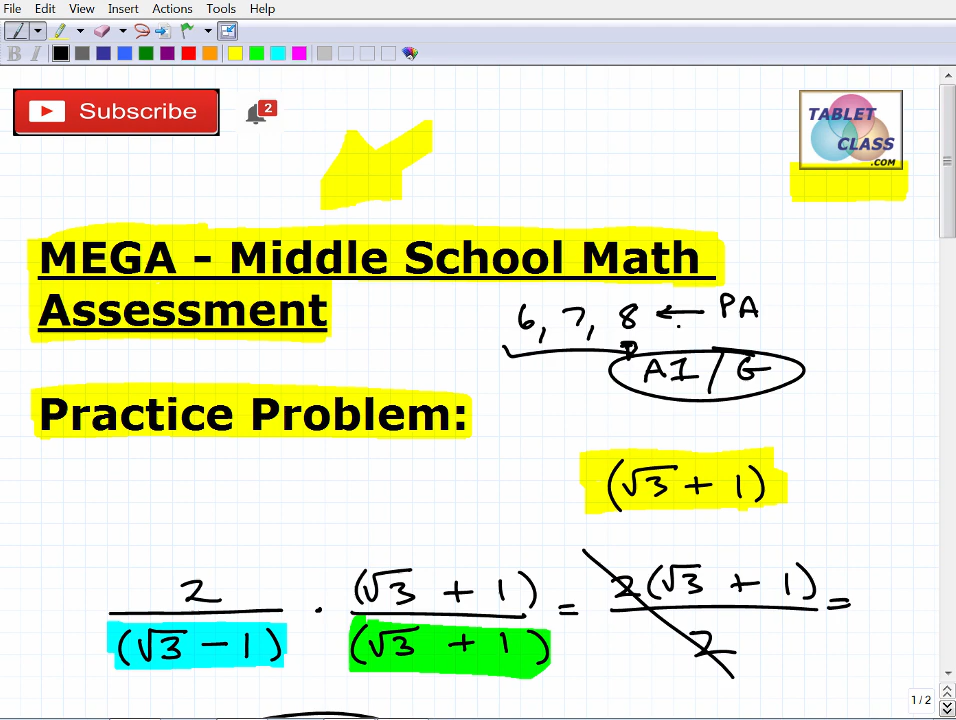 File Edit View Insert Actions Tools Help
B I
Subscribe
2
TABLET
CLASS
.COM
MEGA - Middle School Math
Assessment
6, 7, 8 ← PA
AI / G
Practice Problem:
(√3 + 1)
2 (√3 + 1) 2(√3 + 1)
· = =
(√3 − 1) (√3 + 1) 2
1 / 2